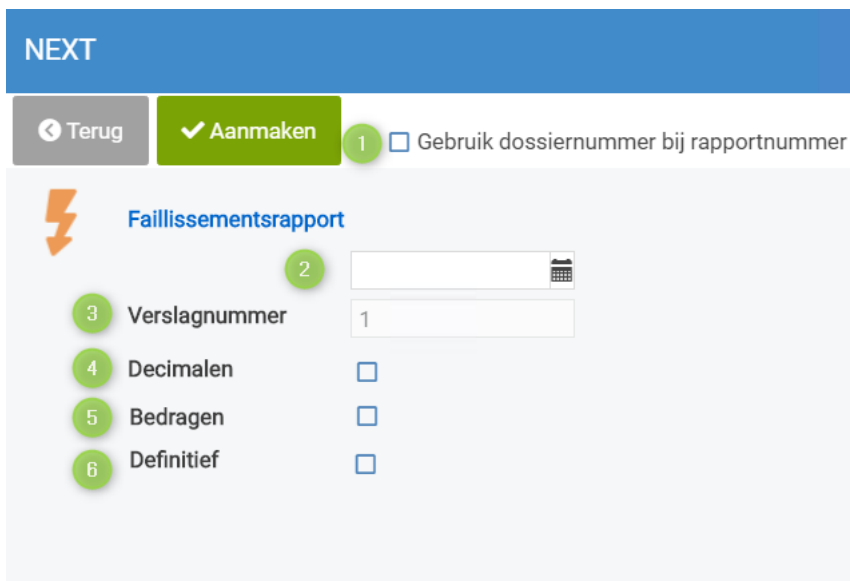 NEXT
Terug Aanmaken 1 Gebruik dossiernummer bij rapportnummer
Faillissementsrapport
2
3 Verslagnummer 1
4 Decimalen
5 Bedragen
6 Definitief